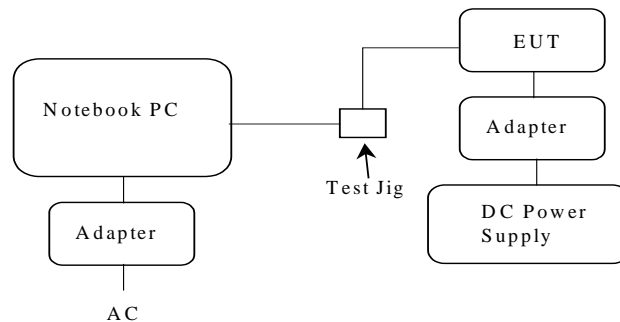 EUT
Notebook PC
Adapter
Test Jig
DC Power
Supply
Adapter
AC